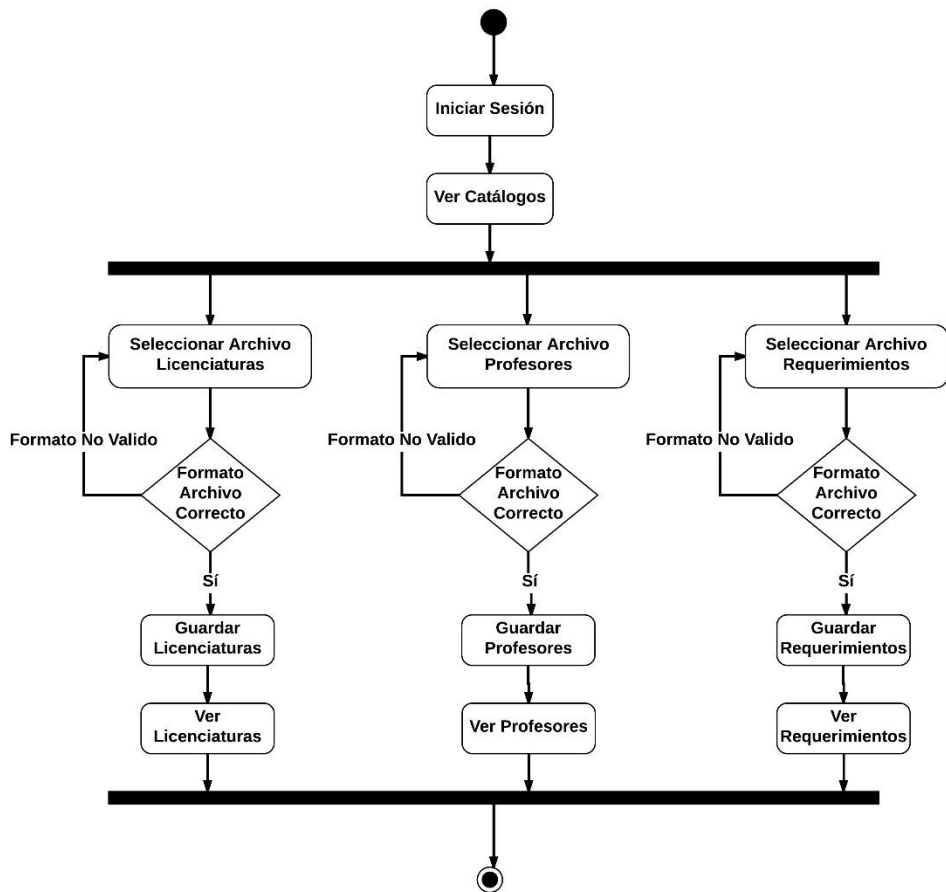 Iniciar Sesión
Ver Catálogos
Seleccionar Archivo
Licenciaturas
Seleccionar Archivo
Profesores
Seleccionar Archivo
Requerimientos
Formato No Valido
Formato No Valido
Formato No Valido
Formato
Archivo
Correcto
Formato
Archivo
Correcto
Formato
Archivo
Correcto
Sí
Sí
Sí
Guardar
Licenciaturas
Guardar
Profesores
Guardar
Requerimientos
Ver
Licenciaturas
Ver Profesores
Ver
Requerimientos